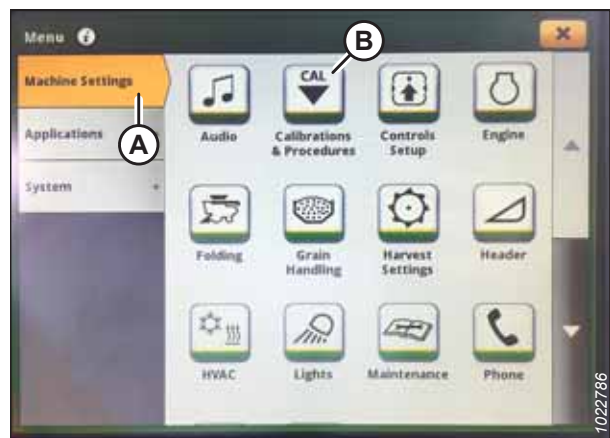 Menu i
B
Machine Settings
CAL
A
Audio
Calibrations
& Procedures
Controls
Setup
Engine
Applications
System
Folding
Grain
Handling
Harvest
Settings
Header
HVAC
Lights
Maintenance
Phone
1022786